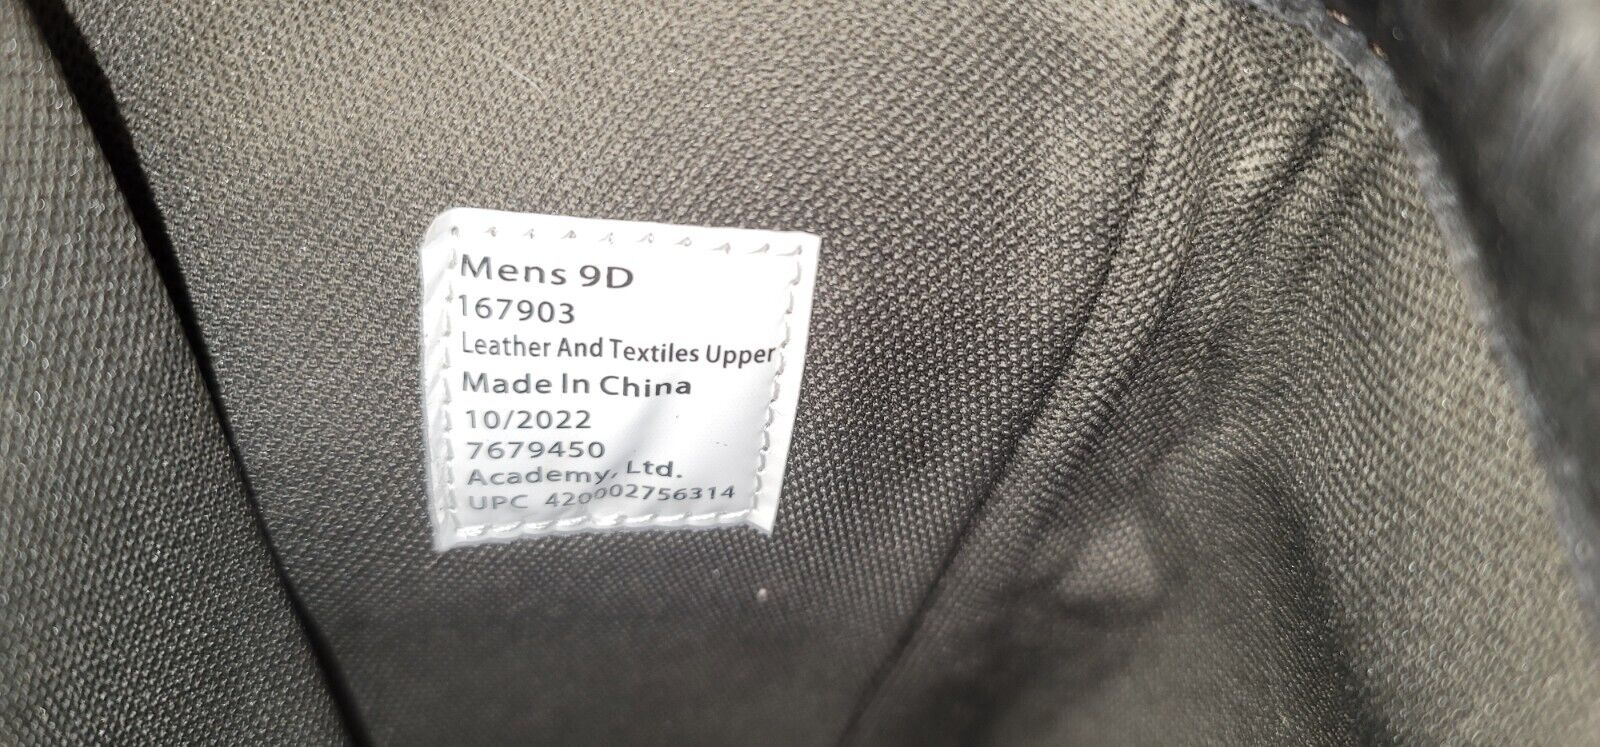 Mens 9D
167903
Leather And Textiles Upper
Made In China
10/2022
7679450
Academy, Ltd.
UPC 420002756314